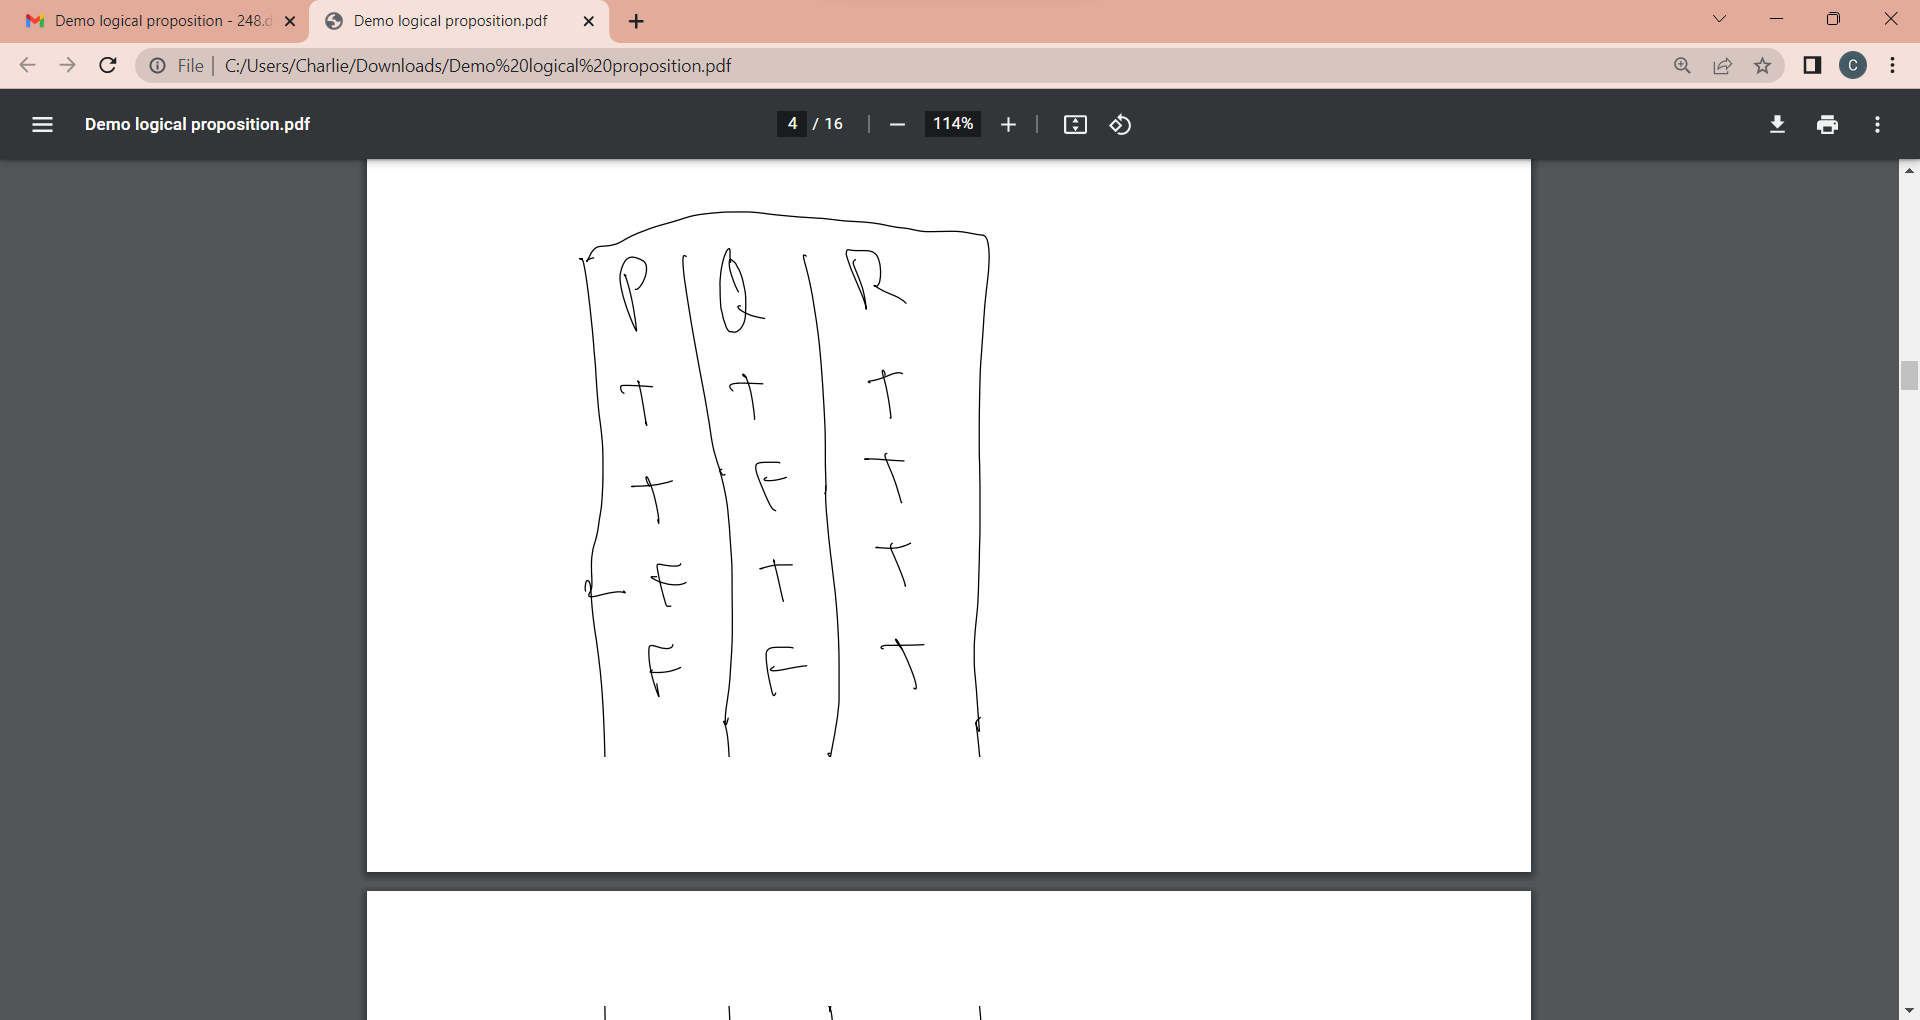 Demo logical proposition - 248.d
Demo logical proposition.pdf
File
C:/Users/Charlie/Downloads/Demo%20logical%20proposition.pdf
C
Demo logical proposition.pdf
4 / 16
114%
P Q R
T T T
T F T
F T T
F F T